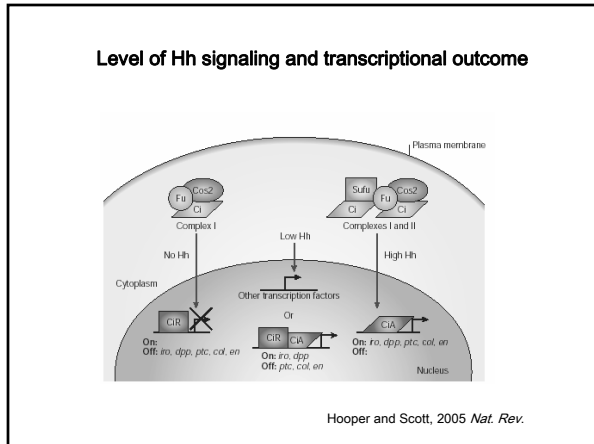 Level of Hh signaling and transcriptional outcome
Plasma membrane
Fu
Cos2
Ci
Complex I
Sufu
Fu
Cos2
Ci
Ci
Complexes I and II
No Hh
Low Hh
High Hh
Cytoplasm
Other transcription factors
Or
CiR
On:
Off: iro, dpp, ptc, col, en
CiR
CiA
On: iro, dpp
Off: ptc, col, en
CiA
On: iro, dpp, ptc, col, en
Off:
Nucleus
Hooper and Scott, 2005 Nat. Rev.